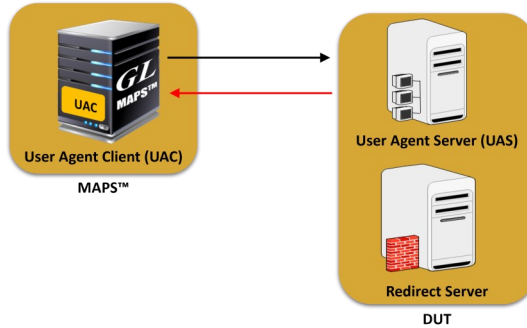 GL
MAPS™
UAC
User Agent Client (UAC)
MAPS™
User Agent Server (UAS)
Redirect Server
DUT